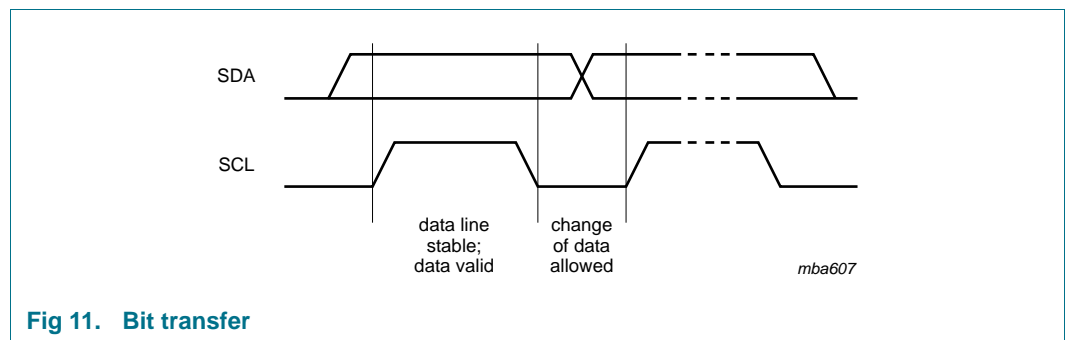 SDA
SCL
data line
stable;
data valid
change
of data
allowed
mba607
Fig 11. Bit transfer